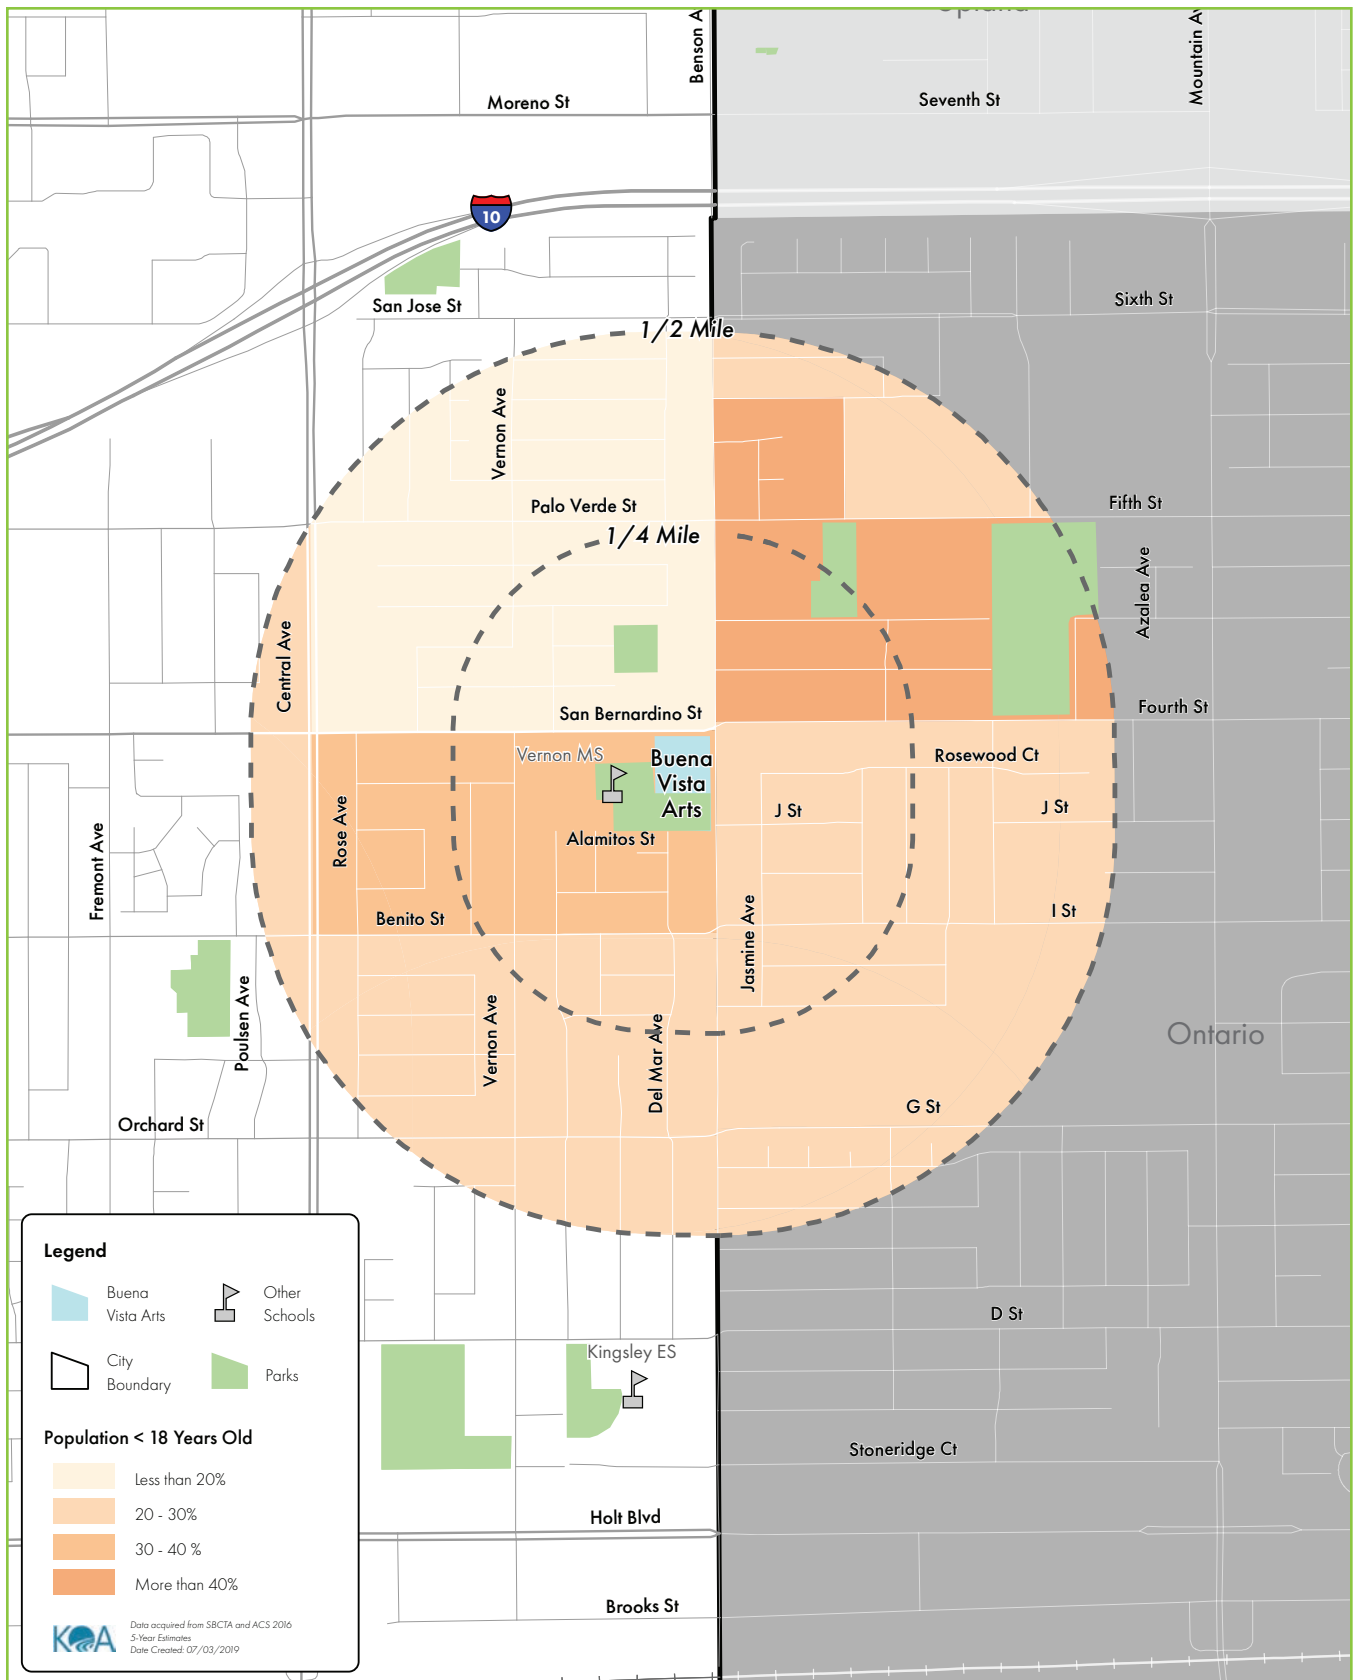 Upland
Benson A
Mountain Av
Moreno St
Seventh St
10
San Jose St
Sixth St
1/2 Mile
Vernon Ave
Palo Verde St
Fifth St
1/4 Mile
Azalea Ave
Central Ave
San Bernardino St
Fourth St
Vernon MS
Buena
Vista
Arts
Rosewood Ct
J St
J St
Rose Ave
Alamitos St
Fremont Ave
Benito St
Jasmine Ave
I St
Poulsen Ave
Vernon Ave
Del Mar Ave
Ontario
G St
Orchard St
Legend
Buena
Vista Arts
Other
Schools
City
Boundary
Parks
D St
Kingsley ES
Population < 18 Years Old
Less than 20%
20 - 30%
30 - 40 %
More than 40%
Stoneridge Ct
Holt Blvd
Brooks St
KOA
Data acquired from SBCTA and ACS 2016
5-Year Estimates
Date Created: 07/03/2019